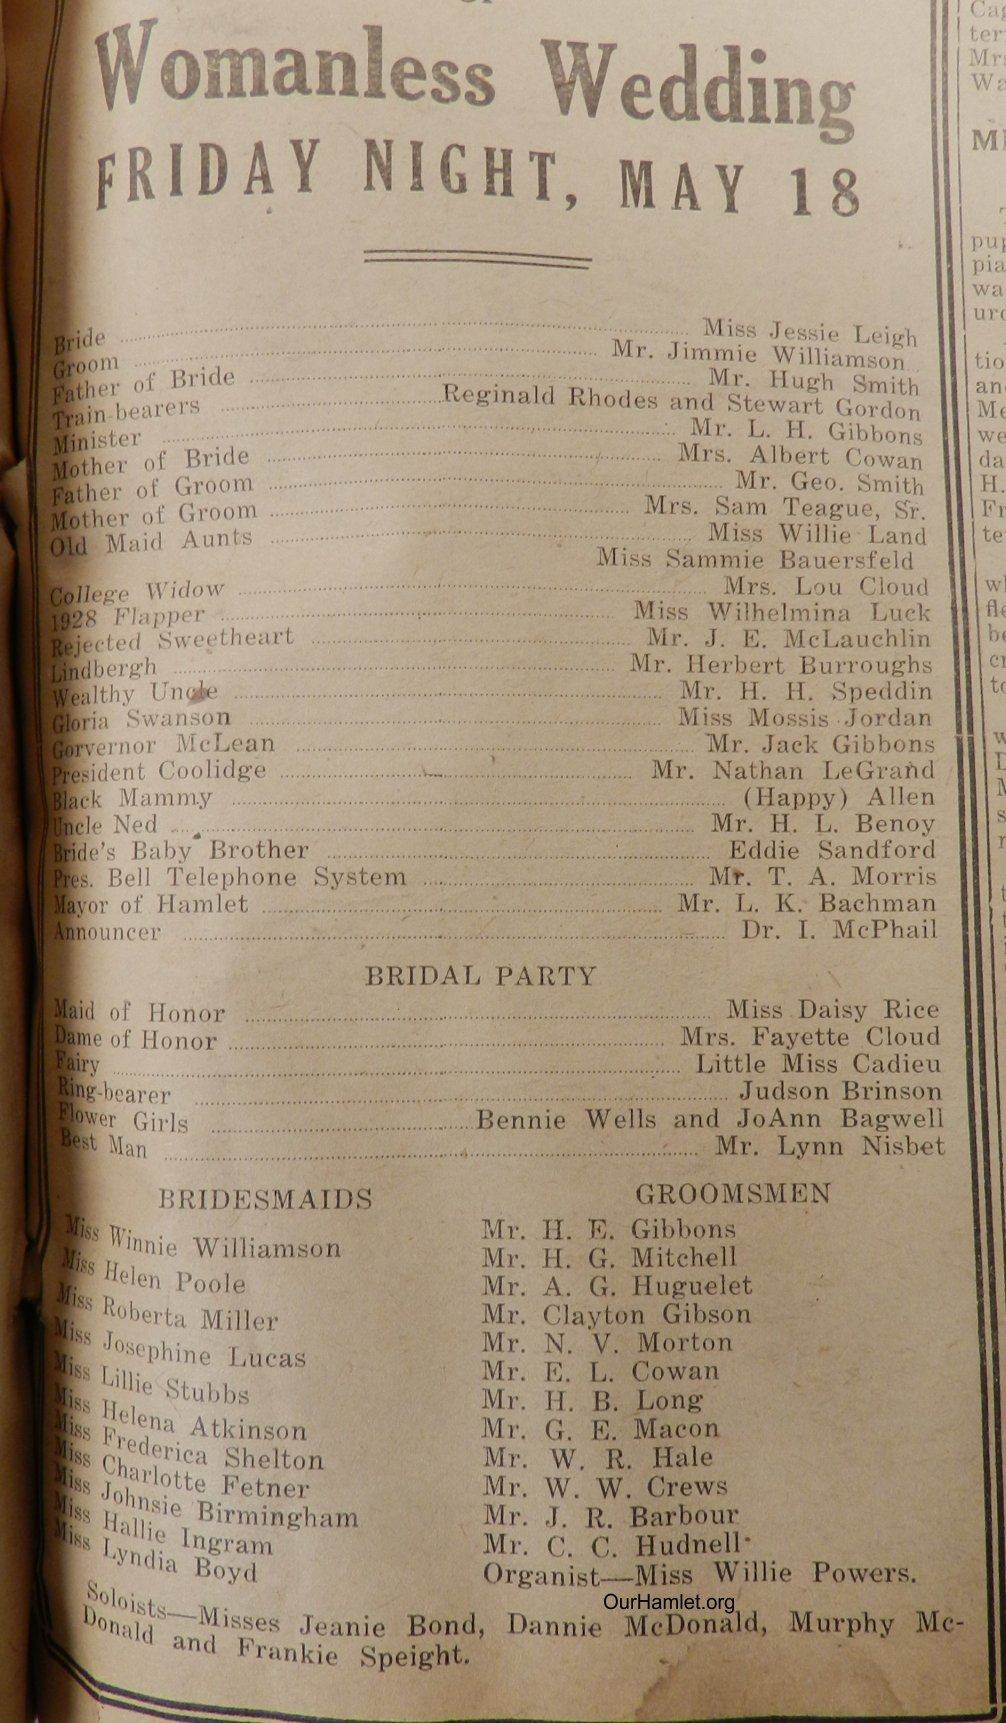 Womanless Wedding
FRIDAY NIGHT, MAY 18
Bride Miss Jessie Leigh
Groom Mr. Jimmie Williamson
Father of Bride Mr. Hugh Smith
Train-bearers Reginald Rhodes and Stewart Gordon
Minister Mr. L. H. Gibbons
Mother of Bride Mrs. Albert Cowan
Father of Groom Mr. Geo. Smith
Mother of Groom Mrs. Sam Teague, Sr.
Old Maid Aunts Miss Willie Land
Miss Sammie Bauersfeld
College Widow Mrs. Lou Cloud
1928 Flapper Miss Wilhelmina Luck
Rejected Sweetheart Mr. J. E. McLauchlin
Lindbergh Mr. Herbert Burroughs
Wealthy Uncle Mr. H. H. Speddin
Gloria Swanson Miss Mossis Jordan
Gorvernor McLean Mr. Jack Gibbons
President Coolidge Mr. Nathan LeGrand
Black Mammy (Happy) Allen
Uncle Ned Mr. H. L. Benoy
Bride's Baby Brother Eddie Sandford
Pres. Bell Telephone System Mr. T. A. Morris
Mayor of Hamlet Mr. L. K. Bachman
Announcer Dr. I. McPhail
BRIDAL PARTY
Maid of Honor Miss Daisy Rice
Dame of Honor Mrs. Fayette Cloud
Fairy Little Miss Cadieu
Ring-bearer Judson Brinson
Flower Girls Bennie Wells and JoAnn Bagwell
Best Man Mr. Lynn Nisbet
BRIDESMAIDS
Miss Winnie Williamson
Miss Helen Poole
Miss Roberta Miller
Miss Josephine Lucas
Miss Lillie Stubbs
Miss Helena Atkinson
Miss Frederica Shelton
Miss Charlotte Fetner
Miss Johnsie Birmingham
Miss Hallie Ingram
Miss Lyndia Boyd
GROOMSMEN
Mr. H. E. Gibbons
Mr. H. G. Mitchell
Mr. A. G. Huguelet
Mr. Clayton Gibson
Mr. N. V. Morton
Mr. E. L. Cowan
Mr. H. B. Long
Mr. G. E. Macon
Mr. W. R. Hale
Mr. W. W. Crews
Mr. J. R. Barbour
Mr. C. C. Hudnell
Organist—Miss Willie Powers.
OurHamlet.org
Soloists—Misses Jeanie Bond, Dannie McDonald, Murphy Mc-
Donald and Frankie Speight.